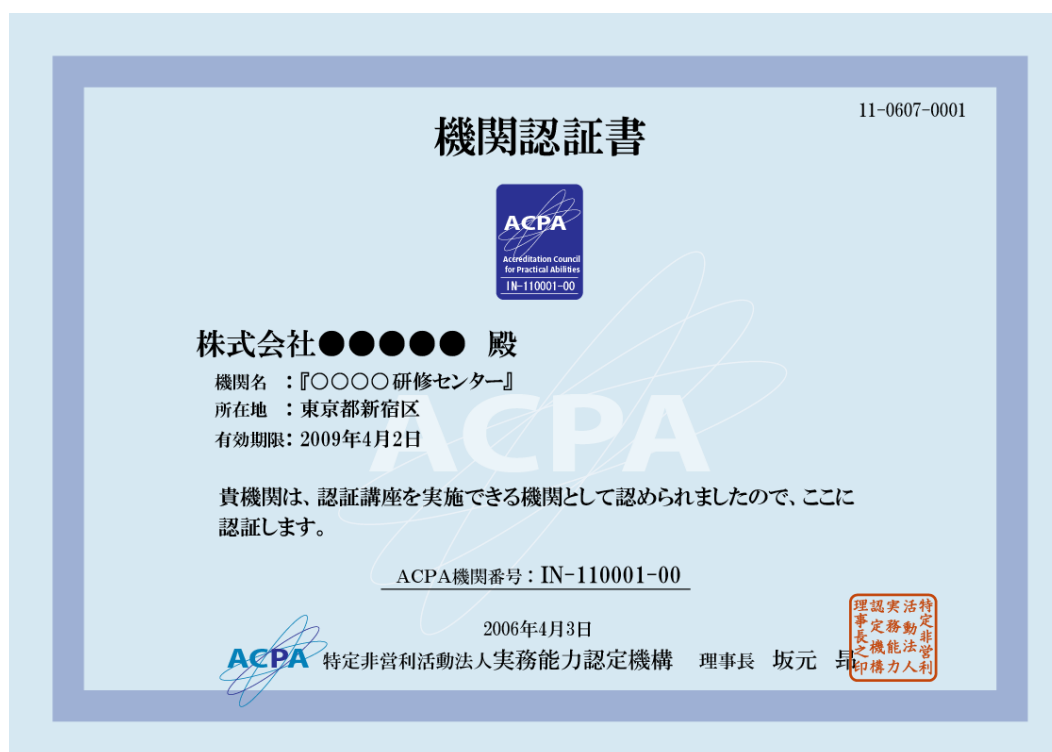 11-0607-0001
機関認証書
ACPA
Accreditation Council
for Practical Abilities
IN-110001-00
株式会社●●●●● 殿
機関名 :『○○○○研修センター』
所在地 :東京都新宿区
有効期限:2009年4月2日
ACPA
貴機関は、認証講座を実施できる機関として認められましたので、ここに
認証します。
ACPA機関番号:IN-110001-00
2006年4月3日
ACPA 特定非営利活動法人実務能力認定機構 理事長 坂元 昂
特定非営利
活動法人
実務能力
認定機構
理事長之印